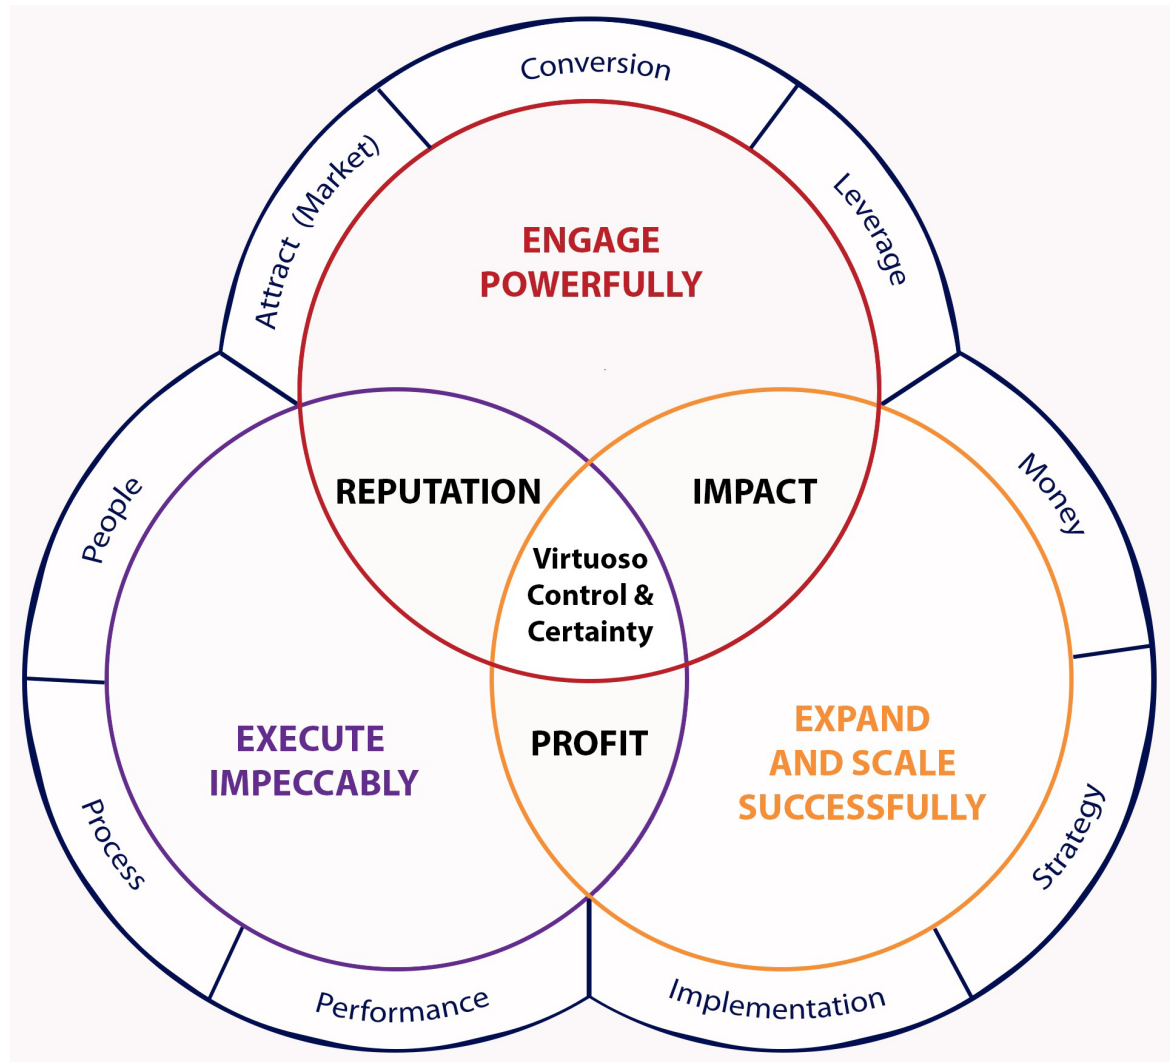 Conversion
Attract (Market)
Leverage
ENGAGE
POWERFULLY
People
Money
REPUTATION
IMPACT
Virtuoso
Control &
Certainty
EXECUTE
IMPECCABLY
PROFIT
EXPAND
AND SCALE
SUCCESSFULLY
Process
Strategy
Performance
Implementation